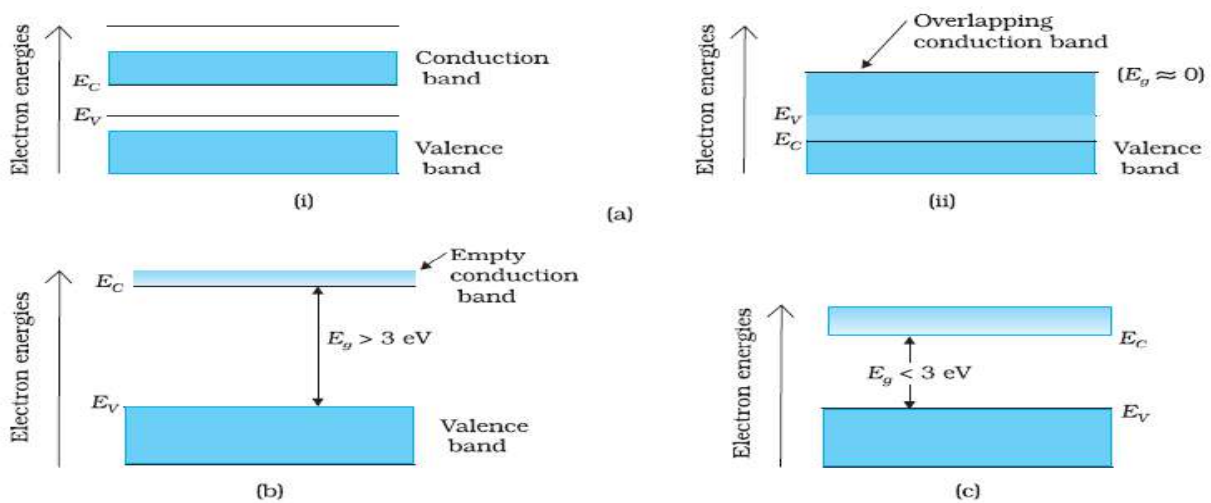 Electron energies
Conduction
band
E_C
E_V
Valence
band
(i)
Overlapping
conduction band
(E_g ≈ 0)
Electron energies
E_V
E_C
Valence
band
(ii)
(a)
Electron energies
Empty
conduction
band
E_C
E_g > 3 eV
E_V
Valence
band
(b)
Electron energies
E_C
E_g < 3 eV
E_V
(c)